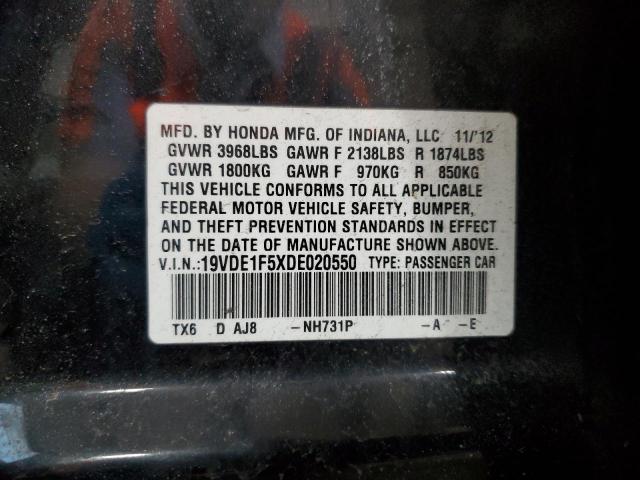 MFD. BY HONDA MFG. OF INDIANA, LLC 11/'12
GVWR 3968LBS GAWR F 2138LBS R 1874LBS
GVWR 1800KG GAWR F 970KG R 850KG
THIS VEHICLE CONFORMS TO ALL APPLICABLE
FEDERAL MOTOR VEHICLE SAFETY, BUMPER,
AND THEFT PREVENTION STANDARDS IN EFFECT
ON THE DATE OF MANUFACTURE SHOWN ABOVE.
V.I.N.:19VDE1F5XDE020550 TYPE: PASSENGER CAR
TX6 D AJ8 -NH731P -A -E